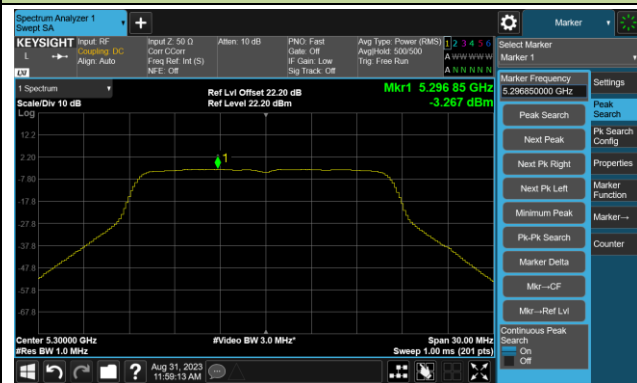 Spectrum Analyzer 1
Swept SA
KEYSIGHT
L
LXI
Input: RF
Coupling: DC
Align: Auto
Input Z: 50 Ω
Corr CCorr
Freq Ref: Int (S)
NFE: Off
Atten: 10 dB
PNO: Fast
Gate: Off
IF Gain: Low
Sig Track: Off
Avg Type: Power (RMS)
Avg|Hold: 500/500
Trig: Free Run
1 2 3 4 5 6
A W W W W W
A N N N N N
1 Spectrum
Scale/Div 10 dB
Log
Ref Lvl Offset 22.20 dB
Ref Level 22.20 dBm
Mkr1 5.296 85 GHz
-3.267 dBm
12.2
2.20
-7.80
-17.8
-27.8
-37.8
-47.8
-57.8
-67.8
1
Center 5.30000 GHz
#Res BW 1.0 MHz
#Video BW 3.0 MHz*
Span 30.00 MHz
Sweep 1.00 ms (201 pts)
Aug 31, 2023
11:59:13 AM
Marker
Select Marker
Marker 1
Marker Frequency
5.296850000 GHz
Peak Search
Next Peak
Next Pk Right
Next Pk Left
Minimum Peak
Pk-Pk Search
Marker Delta
Mkr→CF
Mkr→Ref Lvl
Continuous Peak
Search
On
Off
Settings
Peak
Search
Pk Search
Config
Properties
Marker
Function
Marker→
Counter